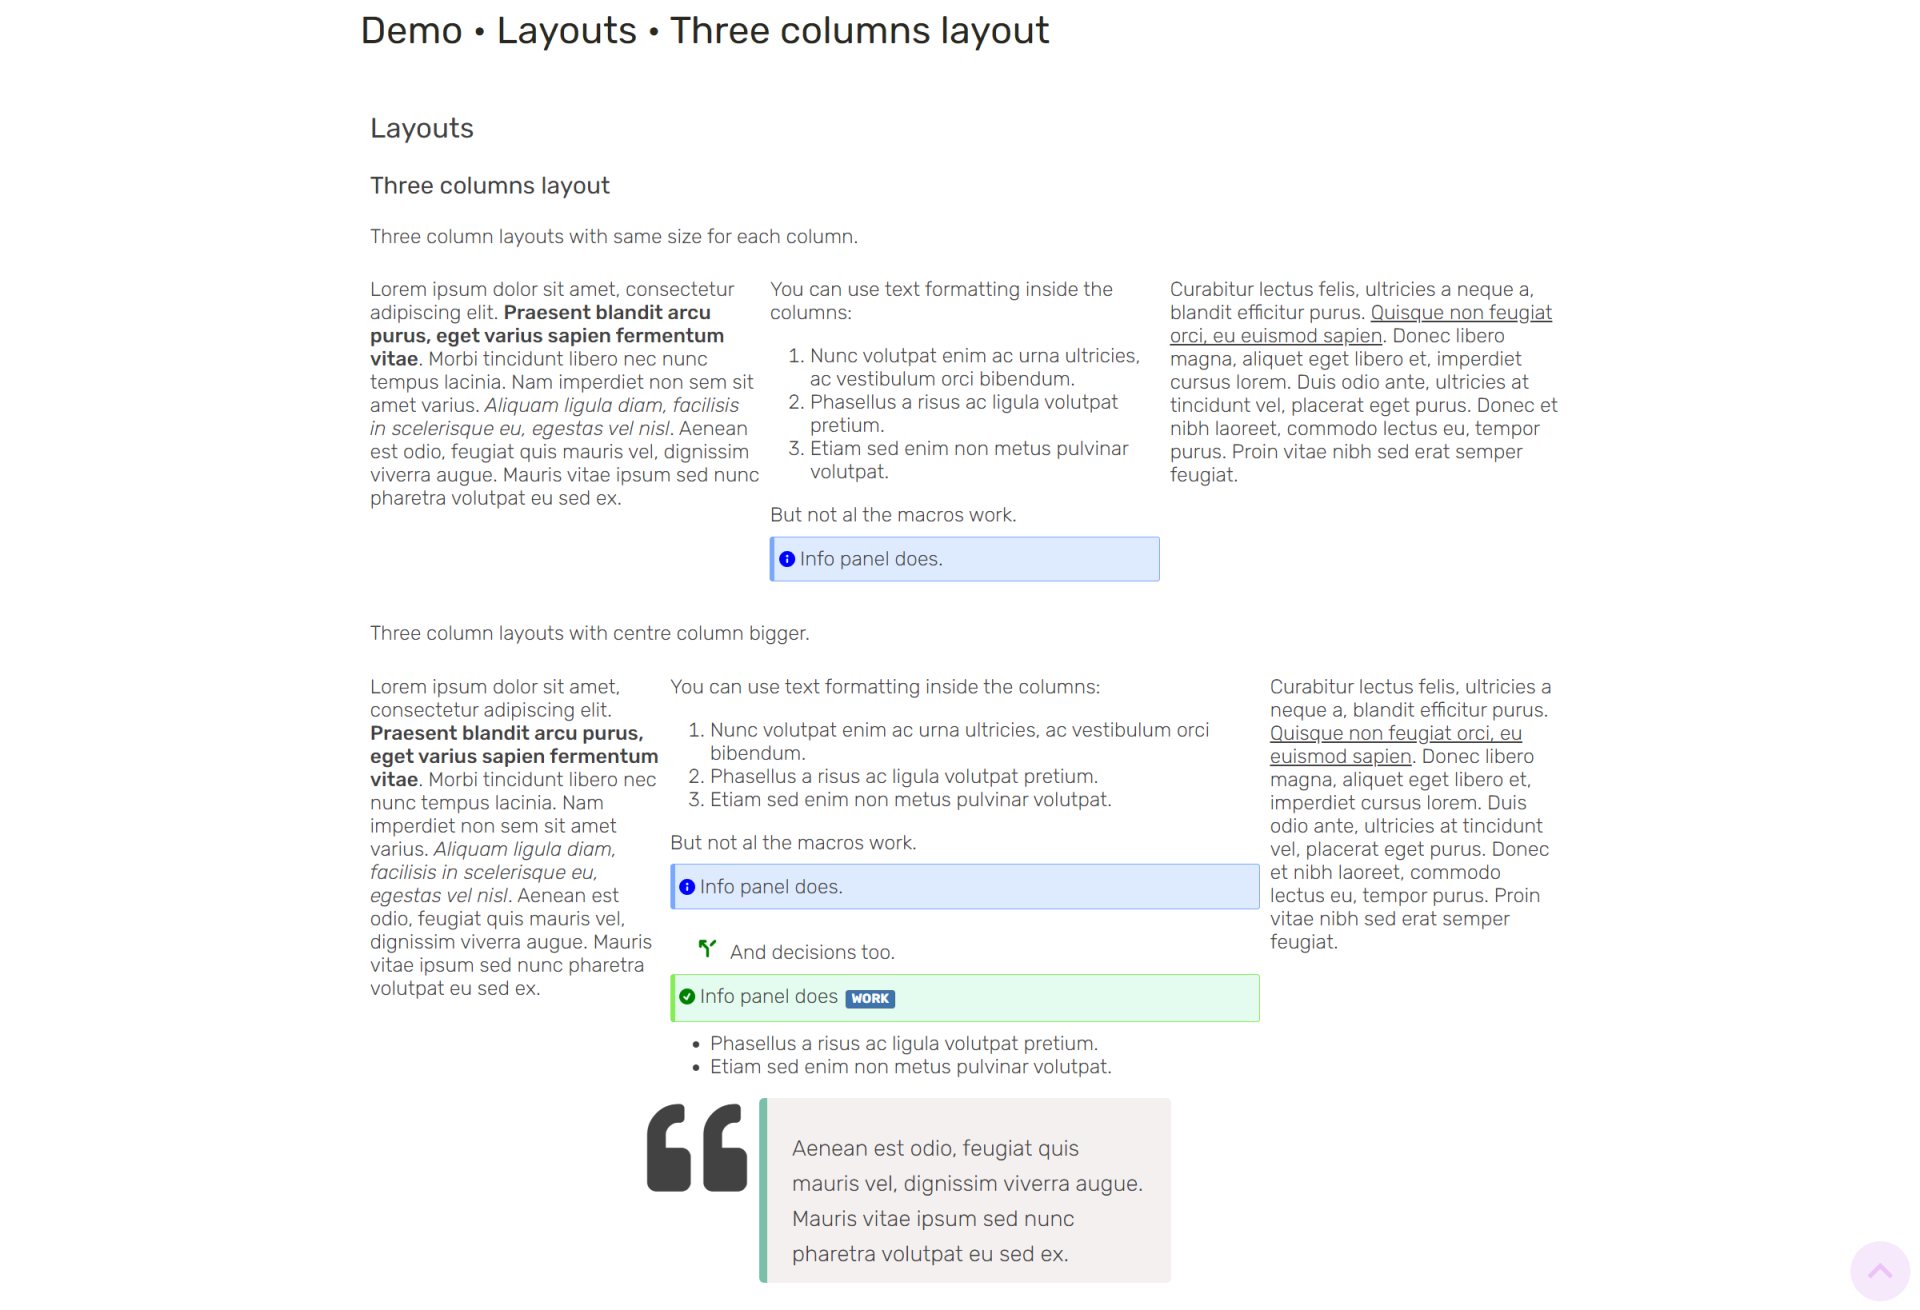 Demo • Layouts • Three columns layout
Layouts
Three columns layout
Three column layouts with same size for each column.
Lorem ipsum dolor sit amet, consectetur
adipiscing elit. Praesent blandit arcu
purus, eget varius sapien fermentum
vitae. Morbi tincidunt libero nec nunc
tempus lacinia. Nam imperdiet non sem sit
amet varius. Aliquam ligula diam, facilisis
in scelerisque eu, egestas vel nisl. Aenean
est odio, feugiat quis mauris vel, dignissim
viverra augue. Mauris vitae ipsum sed nunc
pharetra volutpat eu sed ex.
You can use text formatting inside the
columns:
1. Nunc volutpat enim ac urna ultricies,
ac vestibulum orci bibendum.
2. Phasellus a risus ac ligula volutpat
pretium.
3. Etiam sed enim non metus pulvinar
volutpat.
But not al the macros work.
Info panel does.
Curabitur lectus felis, ultricies a neque a,
blandit efficitur purus. Quisque non feugiat
orci, eu euismod sapien. Donec libero
magna, aliquet eget libero et, imperdiet
cursus lorem. Duis odio ante, ultricies at
tincidunt vel, placerat eget purus. Donec et
nibh laoreet, commodo lectus eu, tempor
purus. Proin vitae nibh sed erat semper
feugiat.
Three column layouts with centre column bigger.
Lorem ipsum dolor sit amet,
consectetur adipiscing elit.
Praesent blandit arcu purus,
eget varius sapien fermentum
vitae. Morbi tincidunt libero nec
nunc tempus lacinia. Nam
imperdiet non sem sit amet
varius. Aliquam ligula diam,
facilisis in scelerisque eu,
egestas vel nisl. Aenean est
odio, feugiat quis mauris vel,
dignissim viverra augue. Mauris
vitae ipsum sed nunc pharetra
volutpat eu sed ex.
You can use text formatting inside the columns:
1. Nunc volutpat enim ac urna ultricies, ac vestibulum orci
bibendum.
2. Phasellus a risus ac ligula volutpat pretium.
3. Etiam sed enim non metus pulvinar volutpat.
But not al the macros work.
Info panel does.
And decisions too.
Info panel does WORK
• Phasellus a risus ac ligula volutpat pretium.
• Etiam sed enim non metus pulvinar volutpat.
“ Aenean est odio, feugiat quis
mauris vel, dignissim viverra augue.
Mauris vitae ipsum sed nunc
pharetra volutpat eu sed ex.
Curabitur lectus felis, ultricies a
neque a, blandit efficitur purus.
Quisque non feugiat orci, eu
euismod sapien. Donec libero
magna, aliquet eget libero et,
imperdiet cursus lorem. Duis
odio ante, ultricies at tincidunt
vel, placerat eget purus. Donec
et nibh laoreet, commodo
lectus eu, tempor purus. Proin
vitae nibh sed erat semper
feugiat.